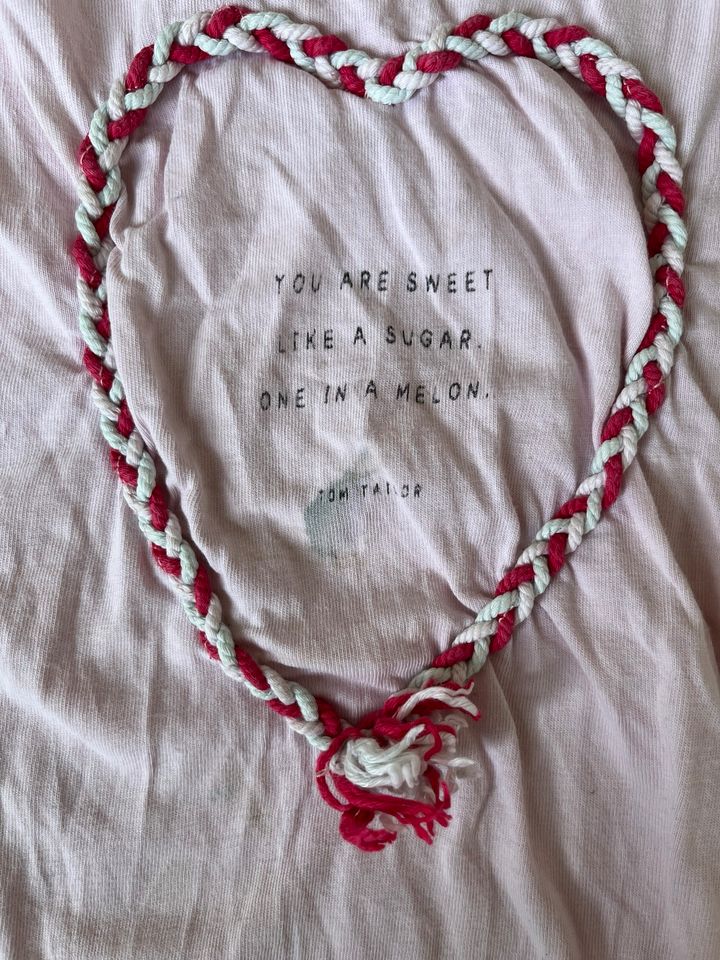 YOU ARE SWEET
LIKE A SUGAR.
ONE IN A MELON.
TOM TAILOR